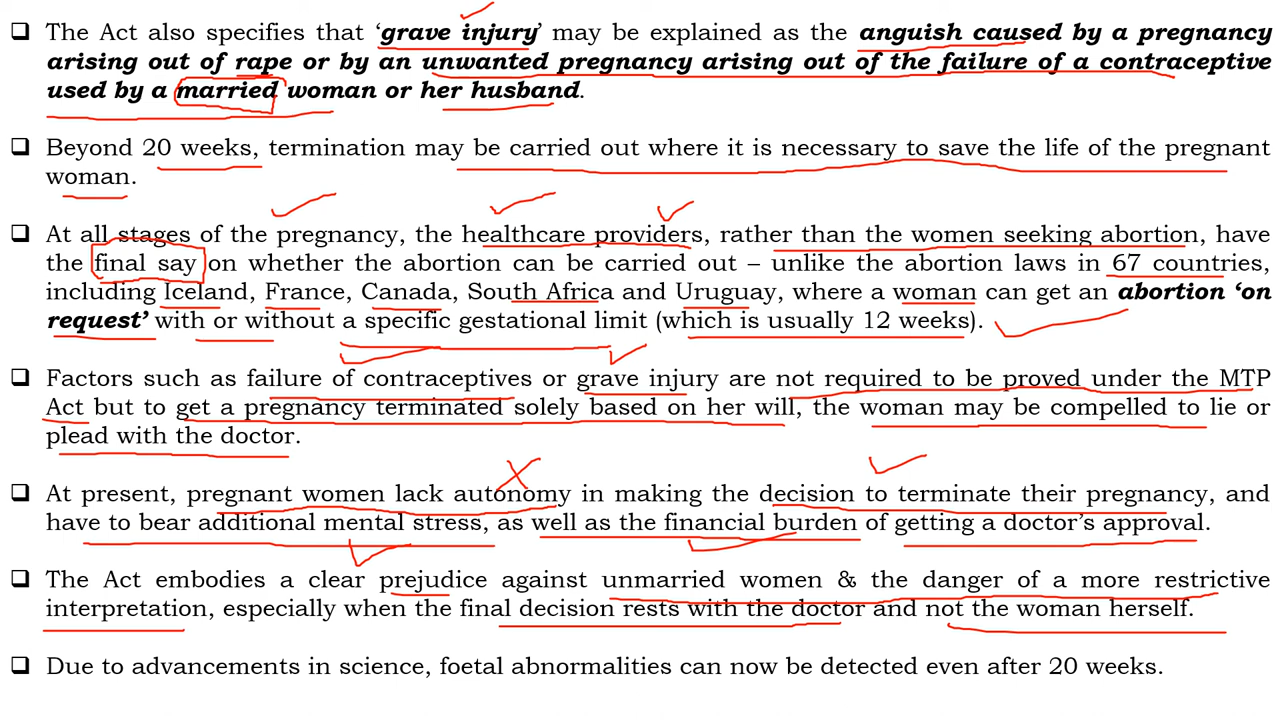 The Act also specifies that ‘grave injury’ may be explained as the anguish caused by a pregnancy
arising out of rape or by an unwanted pregnancy arising out of the failure of a contraceptive
used by a married woman or her husband.
Beyond 20 weeks, termination may be carried out where it is necessary to save the life of the pregnant
woman.
At all stages of the pregnancy, the healthcare providers, rather than the women seeking abortion, have
the final say on whether the abortion can be carried out – unlike the abortion laws in 67 countries,
including Iceland, France, Canada, South Africa and Uruguay, where a woman can get an abortion ‘on
request’ with or without a specific gestational limit (which is usually 12 weeks).
Factors such as failure of contraceptives or grave injury are not required to be proved under the MTP
Act but to get a pregnancy terminated solely based on her will, the woman may be compelled to lie or
plead with the doctor.
At present, pregnant women lack autonomy in making the decision to terminate their pregnancy, and
have to bear additional mental stress, as well as the financial burden of getting a doctor’s approval.
The Act embodies a clear prejudice against unmarried women & the danger of a more restrictive
interpretation, especially when the final decision rests with the doctor and not the woman herself.
Due to advancements in science, foetal abnormalities can now be detected even after 20 weeks.